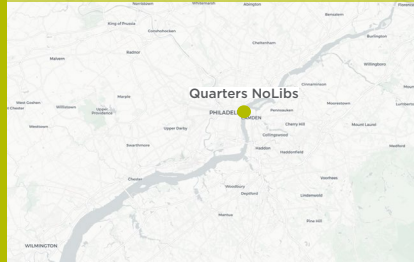 Norristown
Abington
Bensalem
King of Prussia
Conshohocken
Burlington
Radnor
Cheltenham
Malvern
Willingboro
Cinnaminson
Quarters NoLibs
Marple
West Goshen
Willistown
Upper
Providence
Pennsauken
Moorestown
PHILADEL
CAMDEN
Cherry Hill
Mount Laurel
Upper Darby
Westtown
Collingswood
Swarthmore
Haddon
Haddonfield
Medford
Chester
Voorhees
Woodbury
Deptford
Lindenwold
Mantua
Pine Hill
WILMINGTON